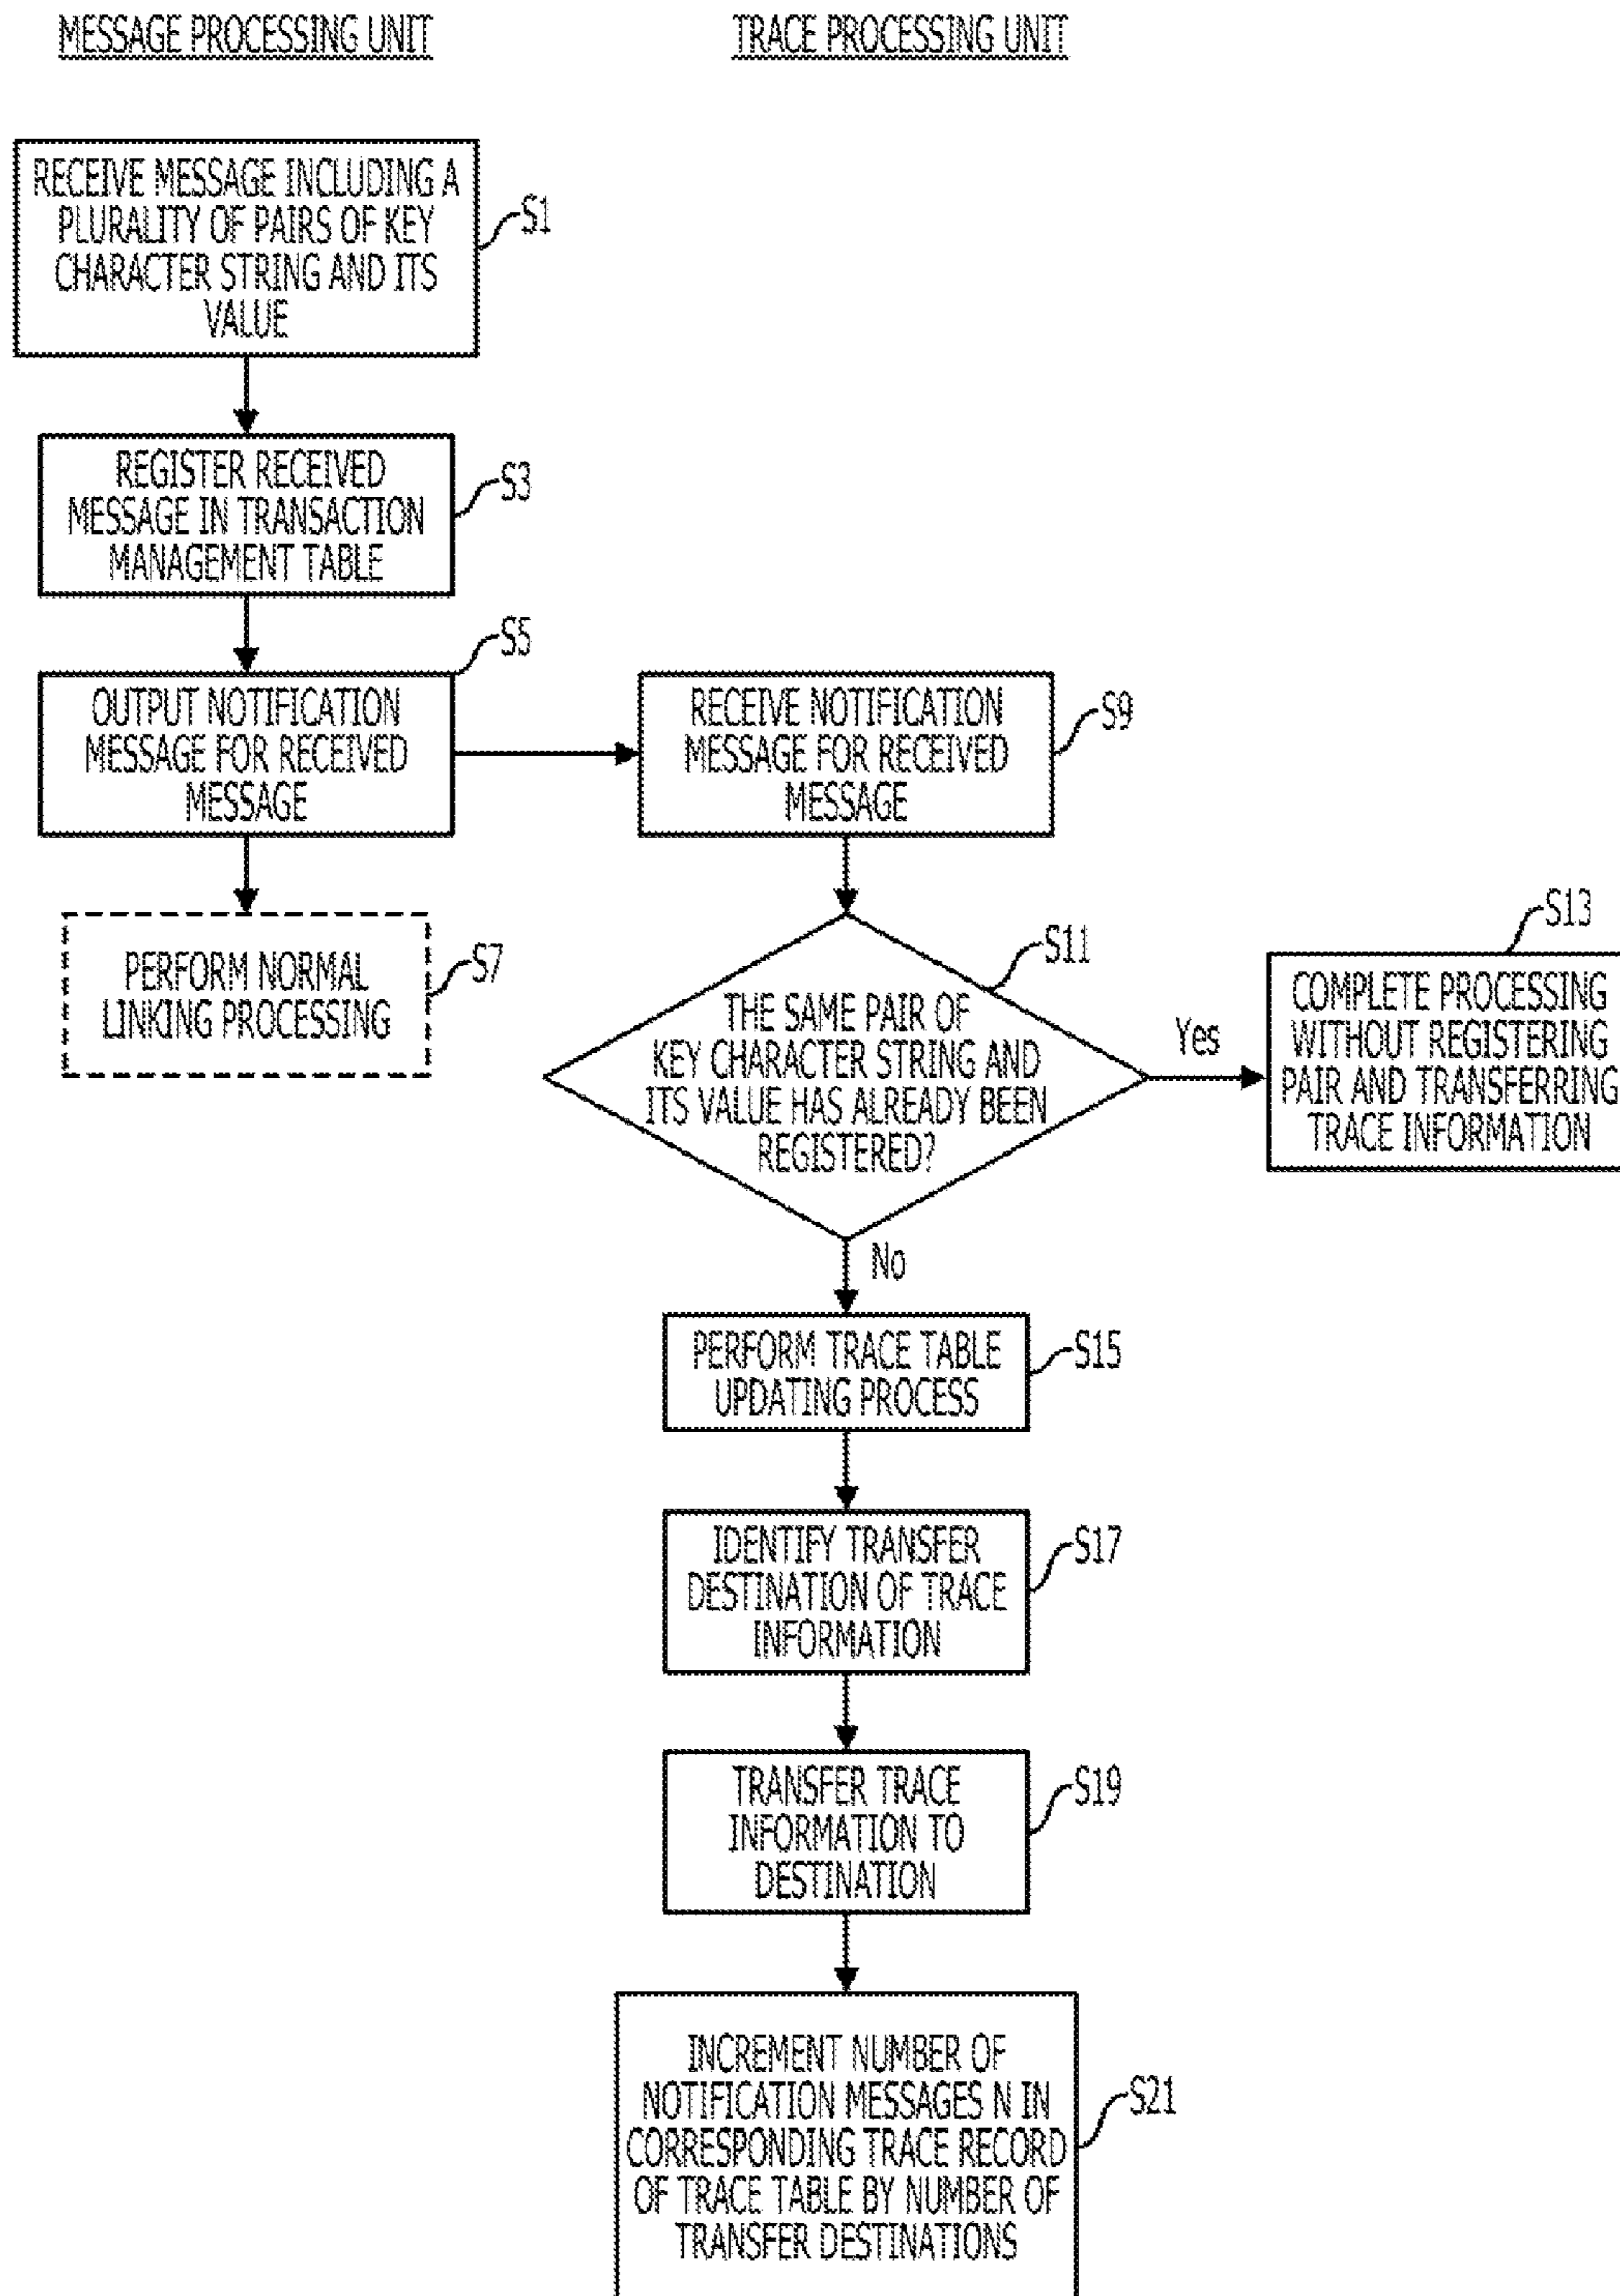 MESSAGE PROCESSING UNIT
TRACE PROCESSING UNIT
RECEIVE MESSAGE INCLUDING A
PLURALITY OF PAIRS OF KEY
CHARACTER STRING AND ITS
VALUE
S1
REGISTER RECEIVED
MESSAGE IN TRANSACTION
MANAGEMENT TABLE
S3
OUTPUT NOTIFICATION
MESSAGE FOR RECEIVED
MESSAGE
S5
RECEIVE NOTIFICATION
MESSAGE FOR RECEIVED
MESSAGE
S9
PERFORM NORMAL
LINKING PROCESSING
S7
THE SAME PAIR OF
KEY CHARACTER STRING AND
ITS VALUE HAS ALREADY BEEN
REGISTERED?
S11
Yes
COMPLETE PROCESSING
WITHOUT REGISTERING
PAIR AND TRANSFERRING
TRACE INFORMATION
S13
No
PERFORM TRACE TABLE
UPDATING PROCESS
S15
IDENTIFY TRANSFER
DESTINATION OF TRACE
INFORMATION
S17
TRANSFER TRACE
INFORMATION TO
DESTINATION
S19
INCREMENT NUMBER OF
NOTIFICATION MESSAGES N IN
CORRESPONDING TRACE RECORD
OF TRACE TABLE BY NUMBER OF
TRANSFER DESTINATIONS
S21